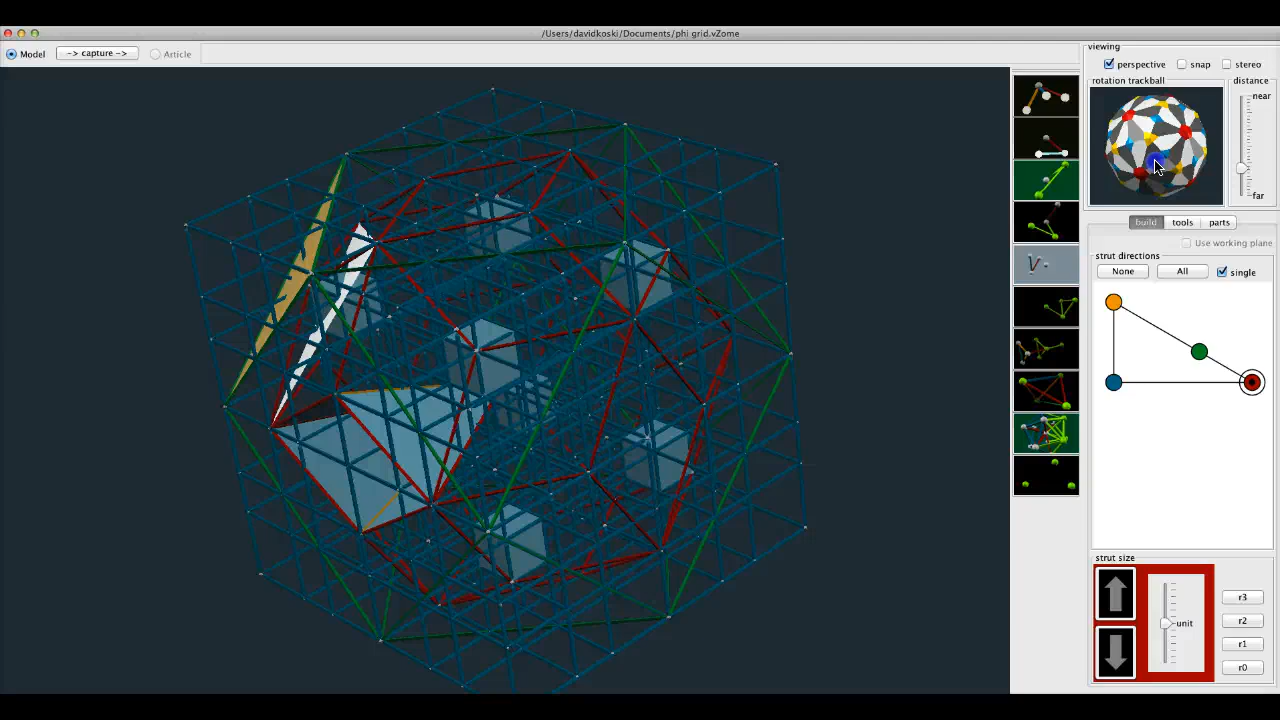 /Users/davidkoski/Documents/phi grid.vZome
Model
-> capture ->
Article
viewing
perspective
snap
stereo
rotation trackball
distance
near
far
build
tools
parts
Use working plane
strut directions
None
All
single
strut size
unit
r3
r2
r1
r0